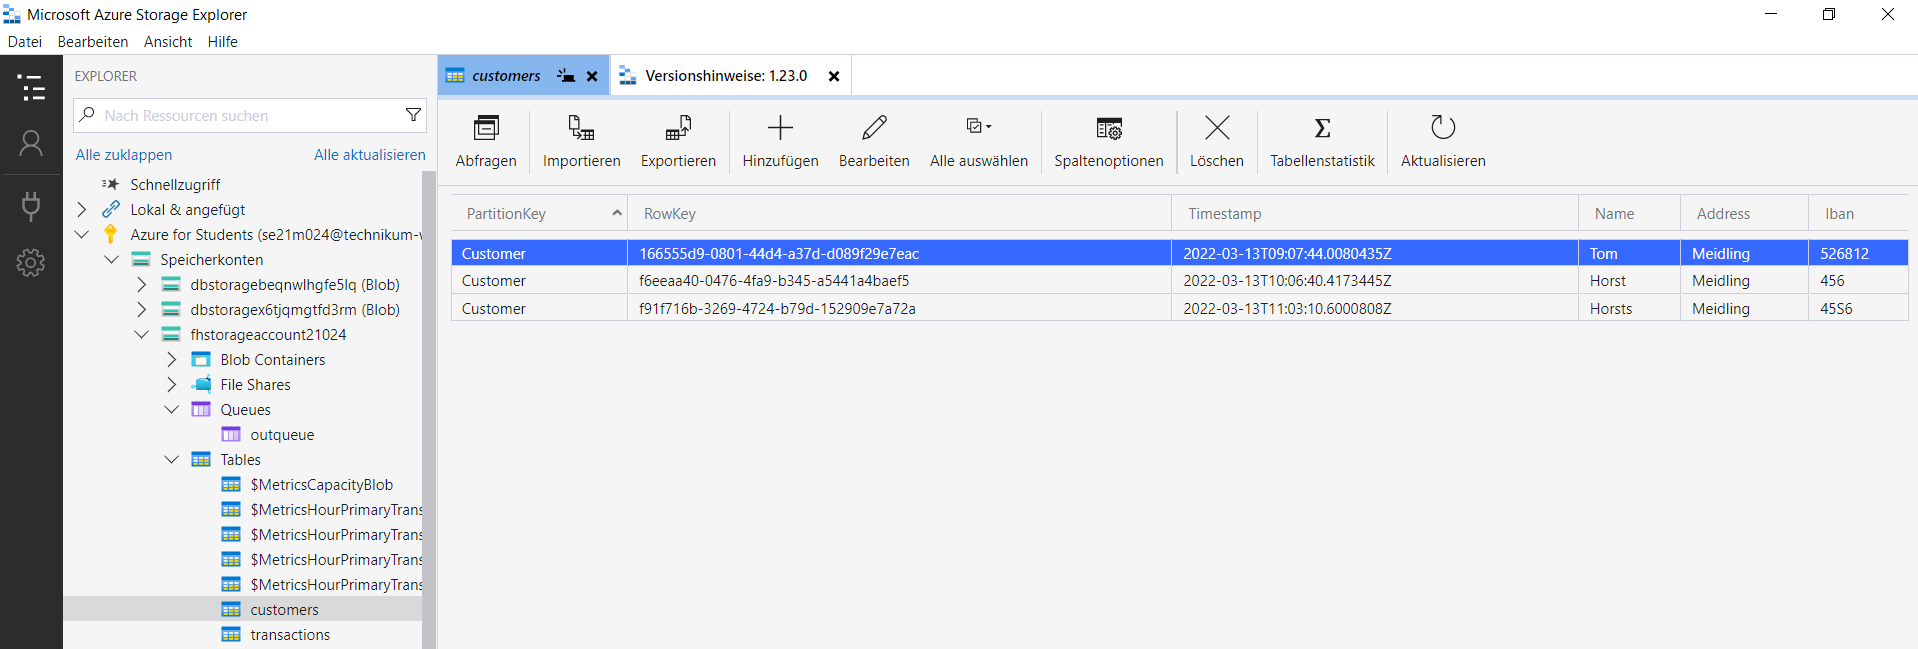 Microsoft Azure Storage Explorer
Datei Bearbeiten Ansicht Hilfe
EXPLORER
Nach Ressourcen suchen
Alle zuklappen Alle aktualisieren
Schnellzugriff
Lokal & angefügt
Azure for Students (se21m024@technikum-
Speicherkonten
dbstoragebeqnwlhgfe5lq (Blob)
dbstoragex6tjqmgtfd3rm (Blob)
fhstorageaccount21024
Blob Containers
File Shares
Queues
outqueue
Tables
$MetricsCapacityBlob
$MetricsHourPrimaryTrans
$MetricsHourPrimaryTrans
$MetricsHourPrimaryTrans
$MetricsHourPrimaryTrans
customers
transactions
customers Versionshinweise: 1.23.0
Abfragen Importieren Exportieren Hinzufügen Bearbeiten Alle auswählen Spaltenoptionen Löschen Tabellenstatistik Aktualisieren
PartitionKey RowKey Timestamp Name Address Iban
Customer 166555d9-0801-44d4-a37d-d089f29e7eac 2022-03-13T09:07:44.0080435Z Tom Meidling 526812
Customer f6eeaa40-0476-4fa9-b345-a5441a4baef5 2022-03-13T10:06:40.4173445Z Horst Meidling 456
Customer f91f716b-3269-4724-b79d-152909e7a72a 2022-03-13T11:03:10.6000808Z Horsts Meidling 45S6